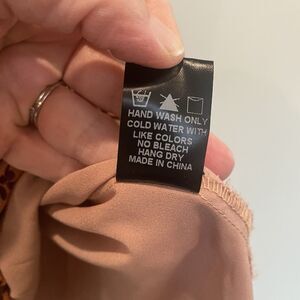 HAND WASH ONLY
COLD WATER WITH
LIKE COLORS
NO BLEACH
HANG DRY
MADE IN CHINA